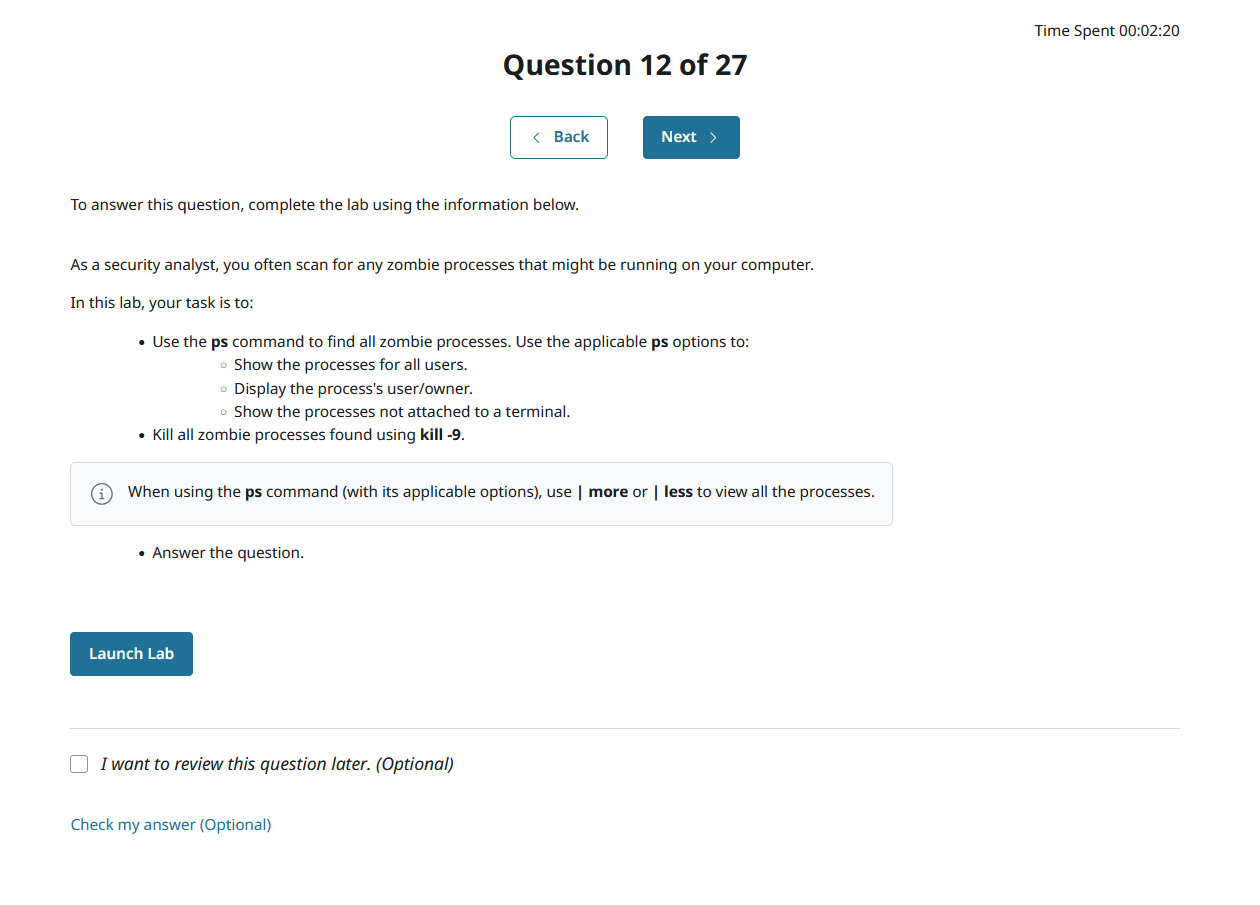 Time Spent 00:02:20
Question 12 of 27
Back
Next
To answer this question, complete the lab using the information below.
As a security analyst, you often scan for any zombie processes that might be running on your computer.
In this lab, your task is to:
• Use the ps command to find all zombie processes. Use the applicable ps options to:
○ Show the processes for all users.
○ Display the process's user/owner.
○ Show the processes not attached to a terminal.
• Kill all zombie processes found using kill -9.
When using the ps command (with its applicable options), use | more or | less to view all the processes.
• Answer the question.
Launch Lab
I want to review this question later. (Optional)
Check my answer (Optional)